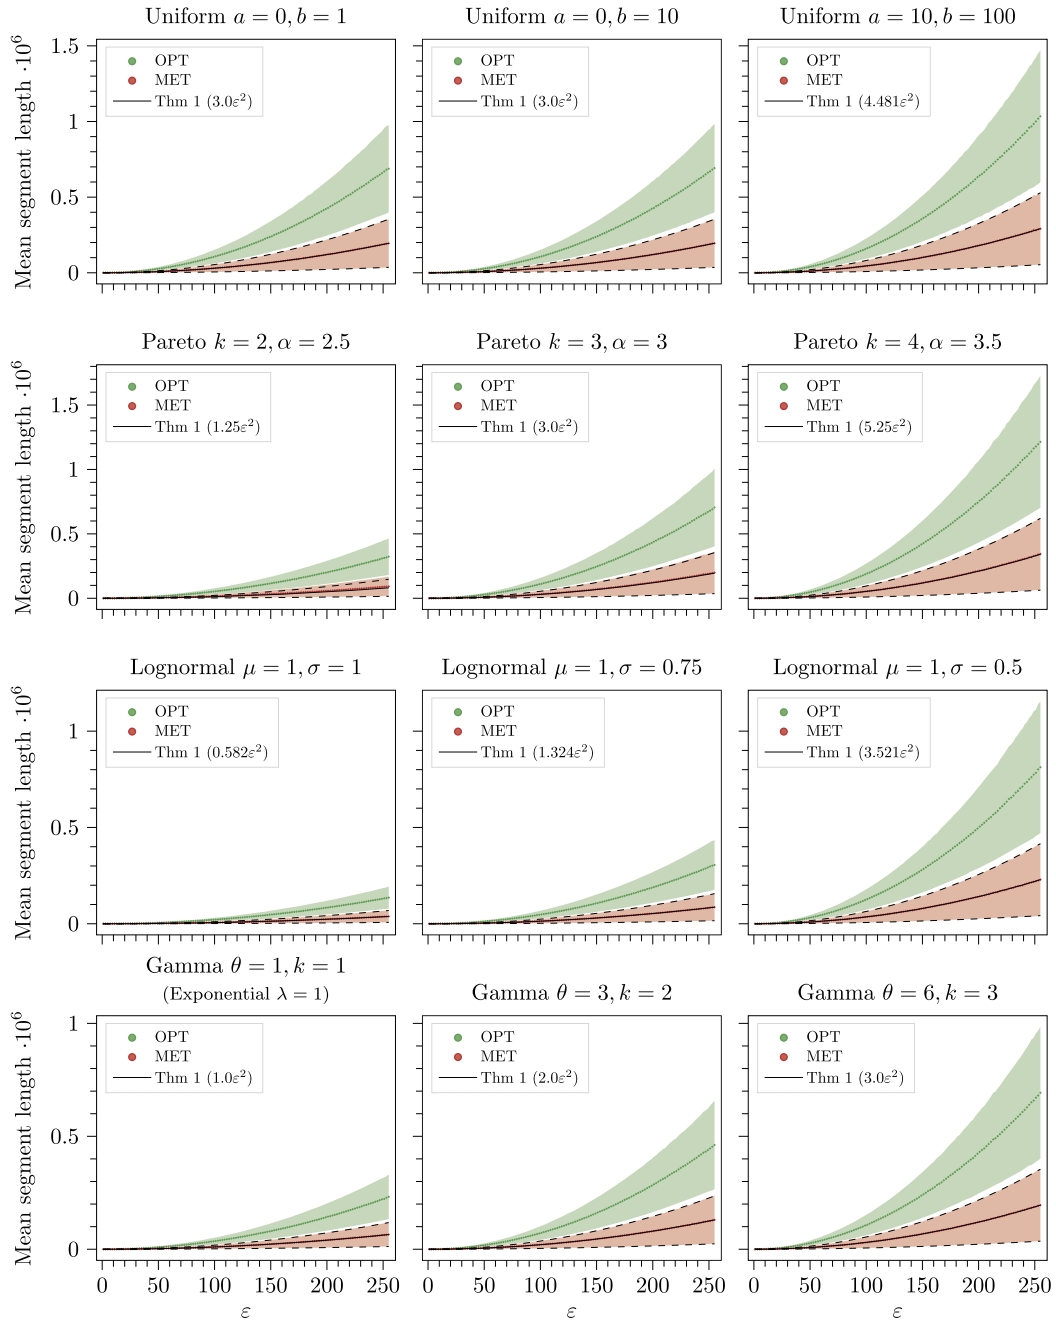 Uniform a = 0, b = 1
Uniform a = 0, b = 10
Uniform a = 10, b = 100
Mean segment length ·10⁶
1.5
1
0.5
0
OPT
MET
Thm 1 (3.0ε²)
OPT
MET
Thm 1 (3.0ε²)
OPT
MET
Thm 1 (4.481ε²)
Pareto k = 2, α = 2.5
Pareto k = 3, α = 3
Pareto k = 4, α = 3.5
Mean segment length ·10⁶
1.5
1
0.5
0
OPT
MET
Thm 1 (1.25ε²)
OPT
MET
Thm 1 (3.0ε²)
OPT
MET
Thm 1 (5.25ε²)
Lognormal μ = 1, σ = 1
Lognormal μ = 1, σ = 0.75
Lognormal μ = 1, σ = 0.5
Mean segment length ·10⁶
1
0.5
0
OPT
MET
Thm 1 (0.582ε²)
OPT
MET
Thm 1 (1.324ε²)
OPT
MET
Thm 1 (3.521ε²)
Gamma θ = 1, k = 1
(Exponential λ = 1)
Gamma θ = 3, k = 2
Gamma θ = 6, k = 3
Mean segment length ·10⁶
1
0.5
0
OPT
MET
Thm 1 (1.0ε²)
OPT
MET
Thm 1 (2.0ε²)
OPT
MET
Thm 1 (3.0ε²)
0 50 100 150 200 250
0 50 100 150 200 250
0 50 100 150 200 250
ε
ε
ε